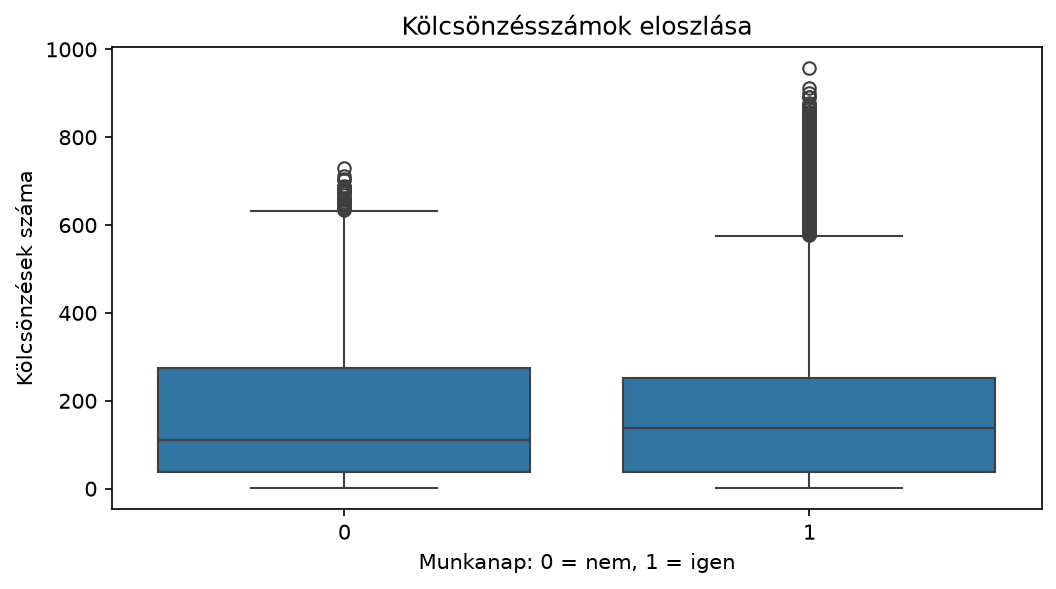 Kölcsönzésszámok eloszlása
Kölcsönzések száma
1000
800
600
400
200
0
0 1
Munkanap: 0 = nem, 1 = igen